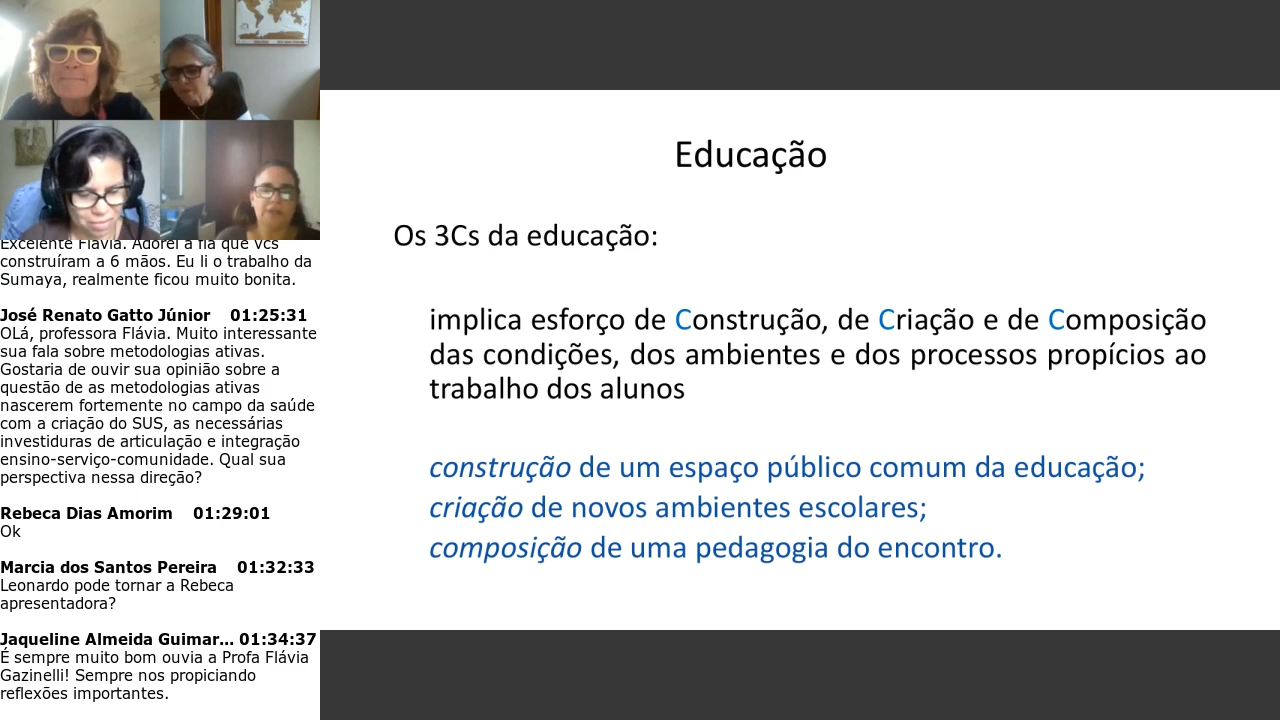 Excelente Flavia. Adorei a fla que vcs
construíram a 6 mãos. Eu li o trabalho da
Sumaya, realmente ficou muito bonita.
José Renato Gatto Júnior 01:25:31
OLá, professora Flávia. Muito interessante
sua fala sobre metodologias ativas.
Gostaria de ouvir sua opinião sobre a
questão de as metodologias ativas
nascerem fortemente no campo da saúde
com a criação do SUS, as necessárias
investiduras de articulação e integração
ensino-serviço-comunidade. Qual sua
perspectiva nessa direção?
Rebeca Dias Amorim 01:29:01
Ok
Marcia dos Santos Pereira 01:32:33
Leonardo pode tornar a Rebeca
apresentadora?
Jaqueline Almeida Guimar... 01:34:37
É sempre muito bom ouvia a Profa Flávia
Gazinelli! Sempre nos propiciando
reflexões importantes.
Educação
Os 3Cs da educação:
implica esforço de Construção, de Criação e de Composição
das condições, dos ambientes e dos processos propícios ao
trabalho dos alunos
construção de um espaço público comum da educação;
criação de novos ambientes escolares;
composição de uma pedagogia do encontro.